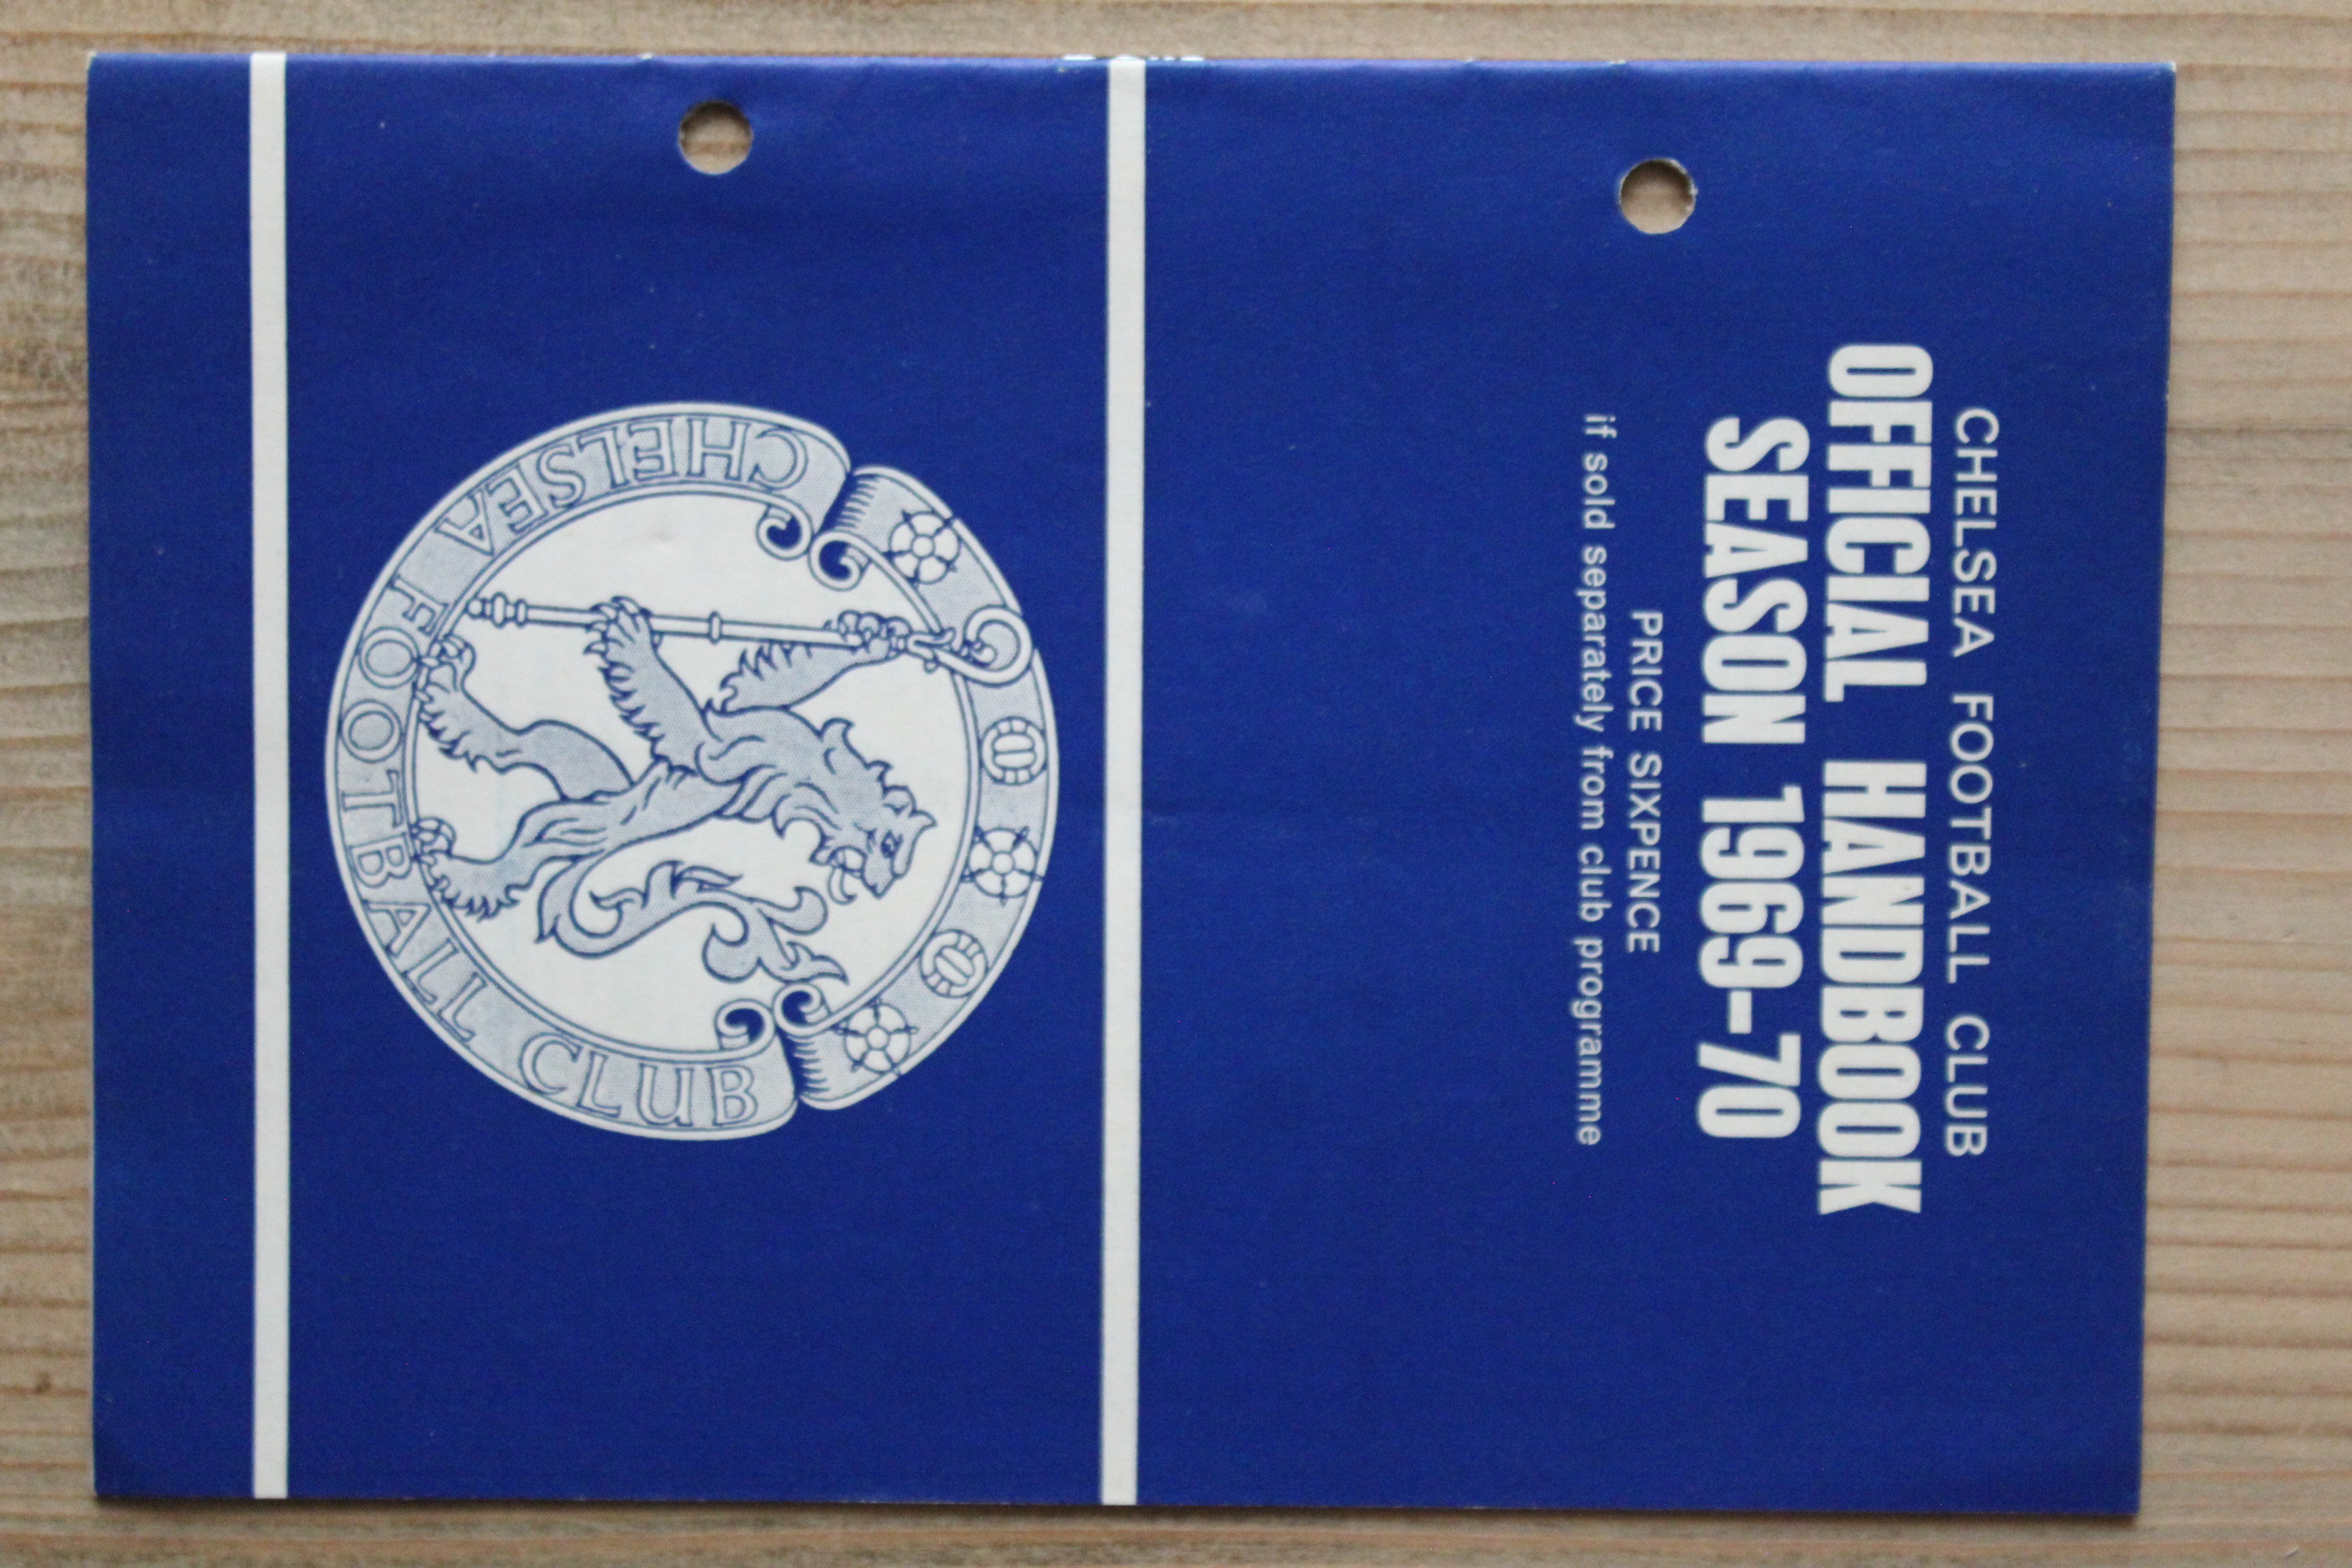 CHELSEA FOOTBALL CLUB
OFFICIAL HANDBOOK
SEASON 1969-70
PRICE SIXPENCE
if sold separately from club programme
CHELSEA FOOTBALL CLUB